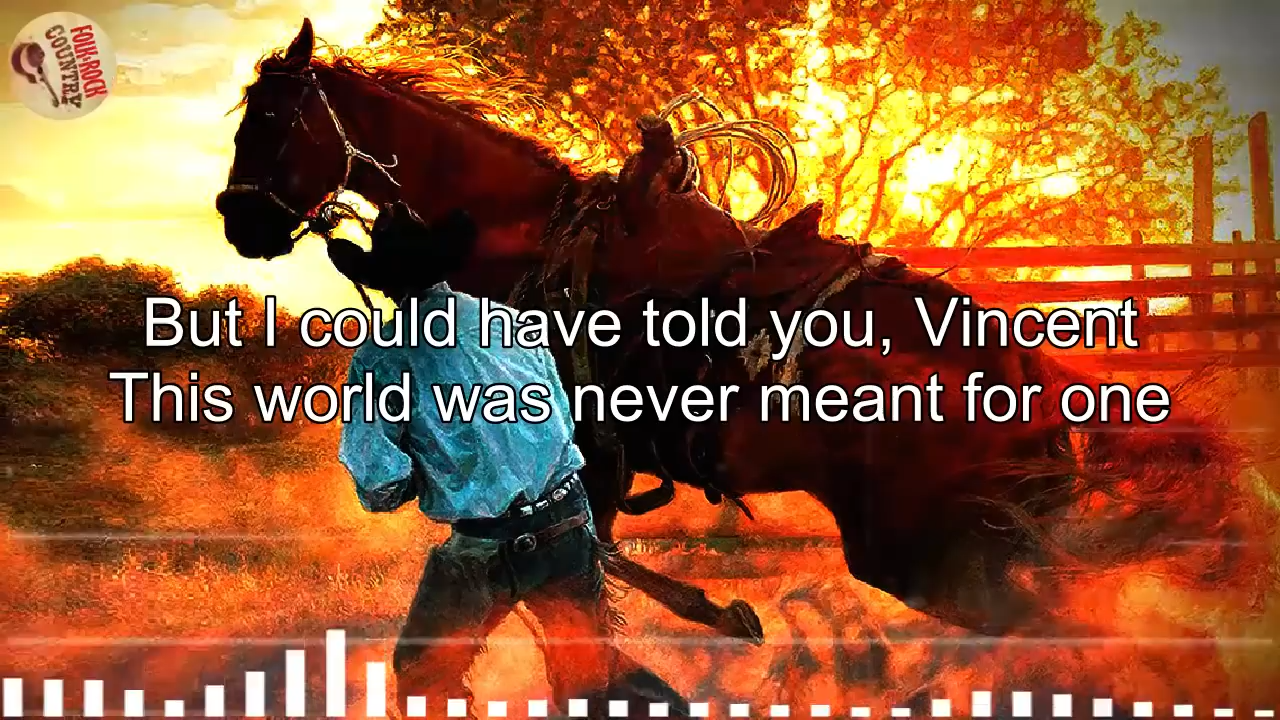 FOLK-ROCK
COUNTRY
But I could have told you, Vincent
This world was never meant for one